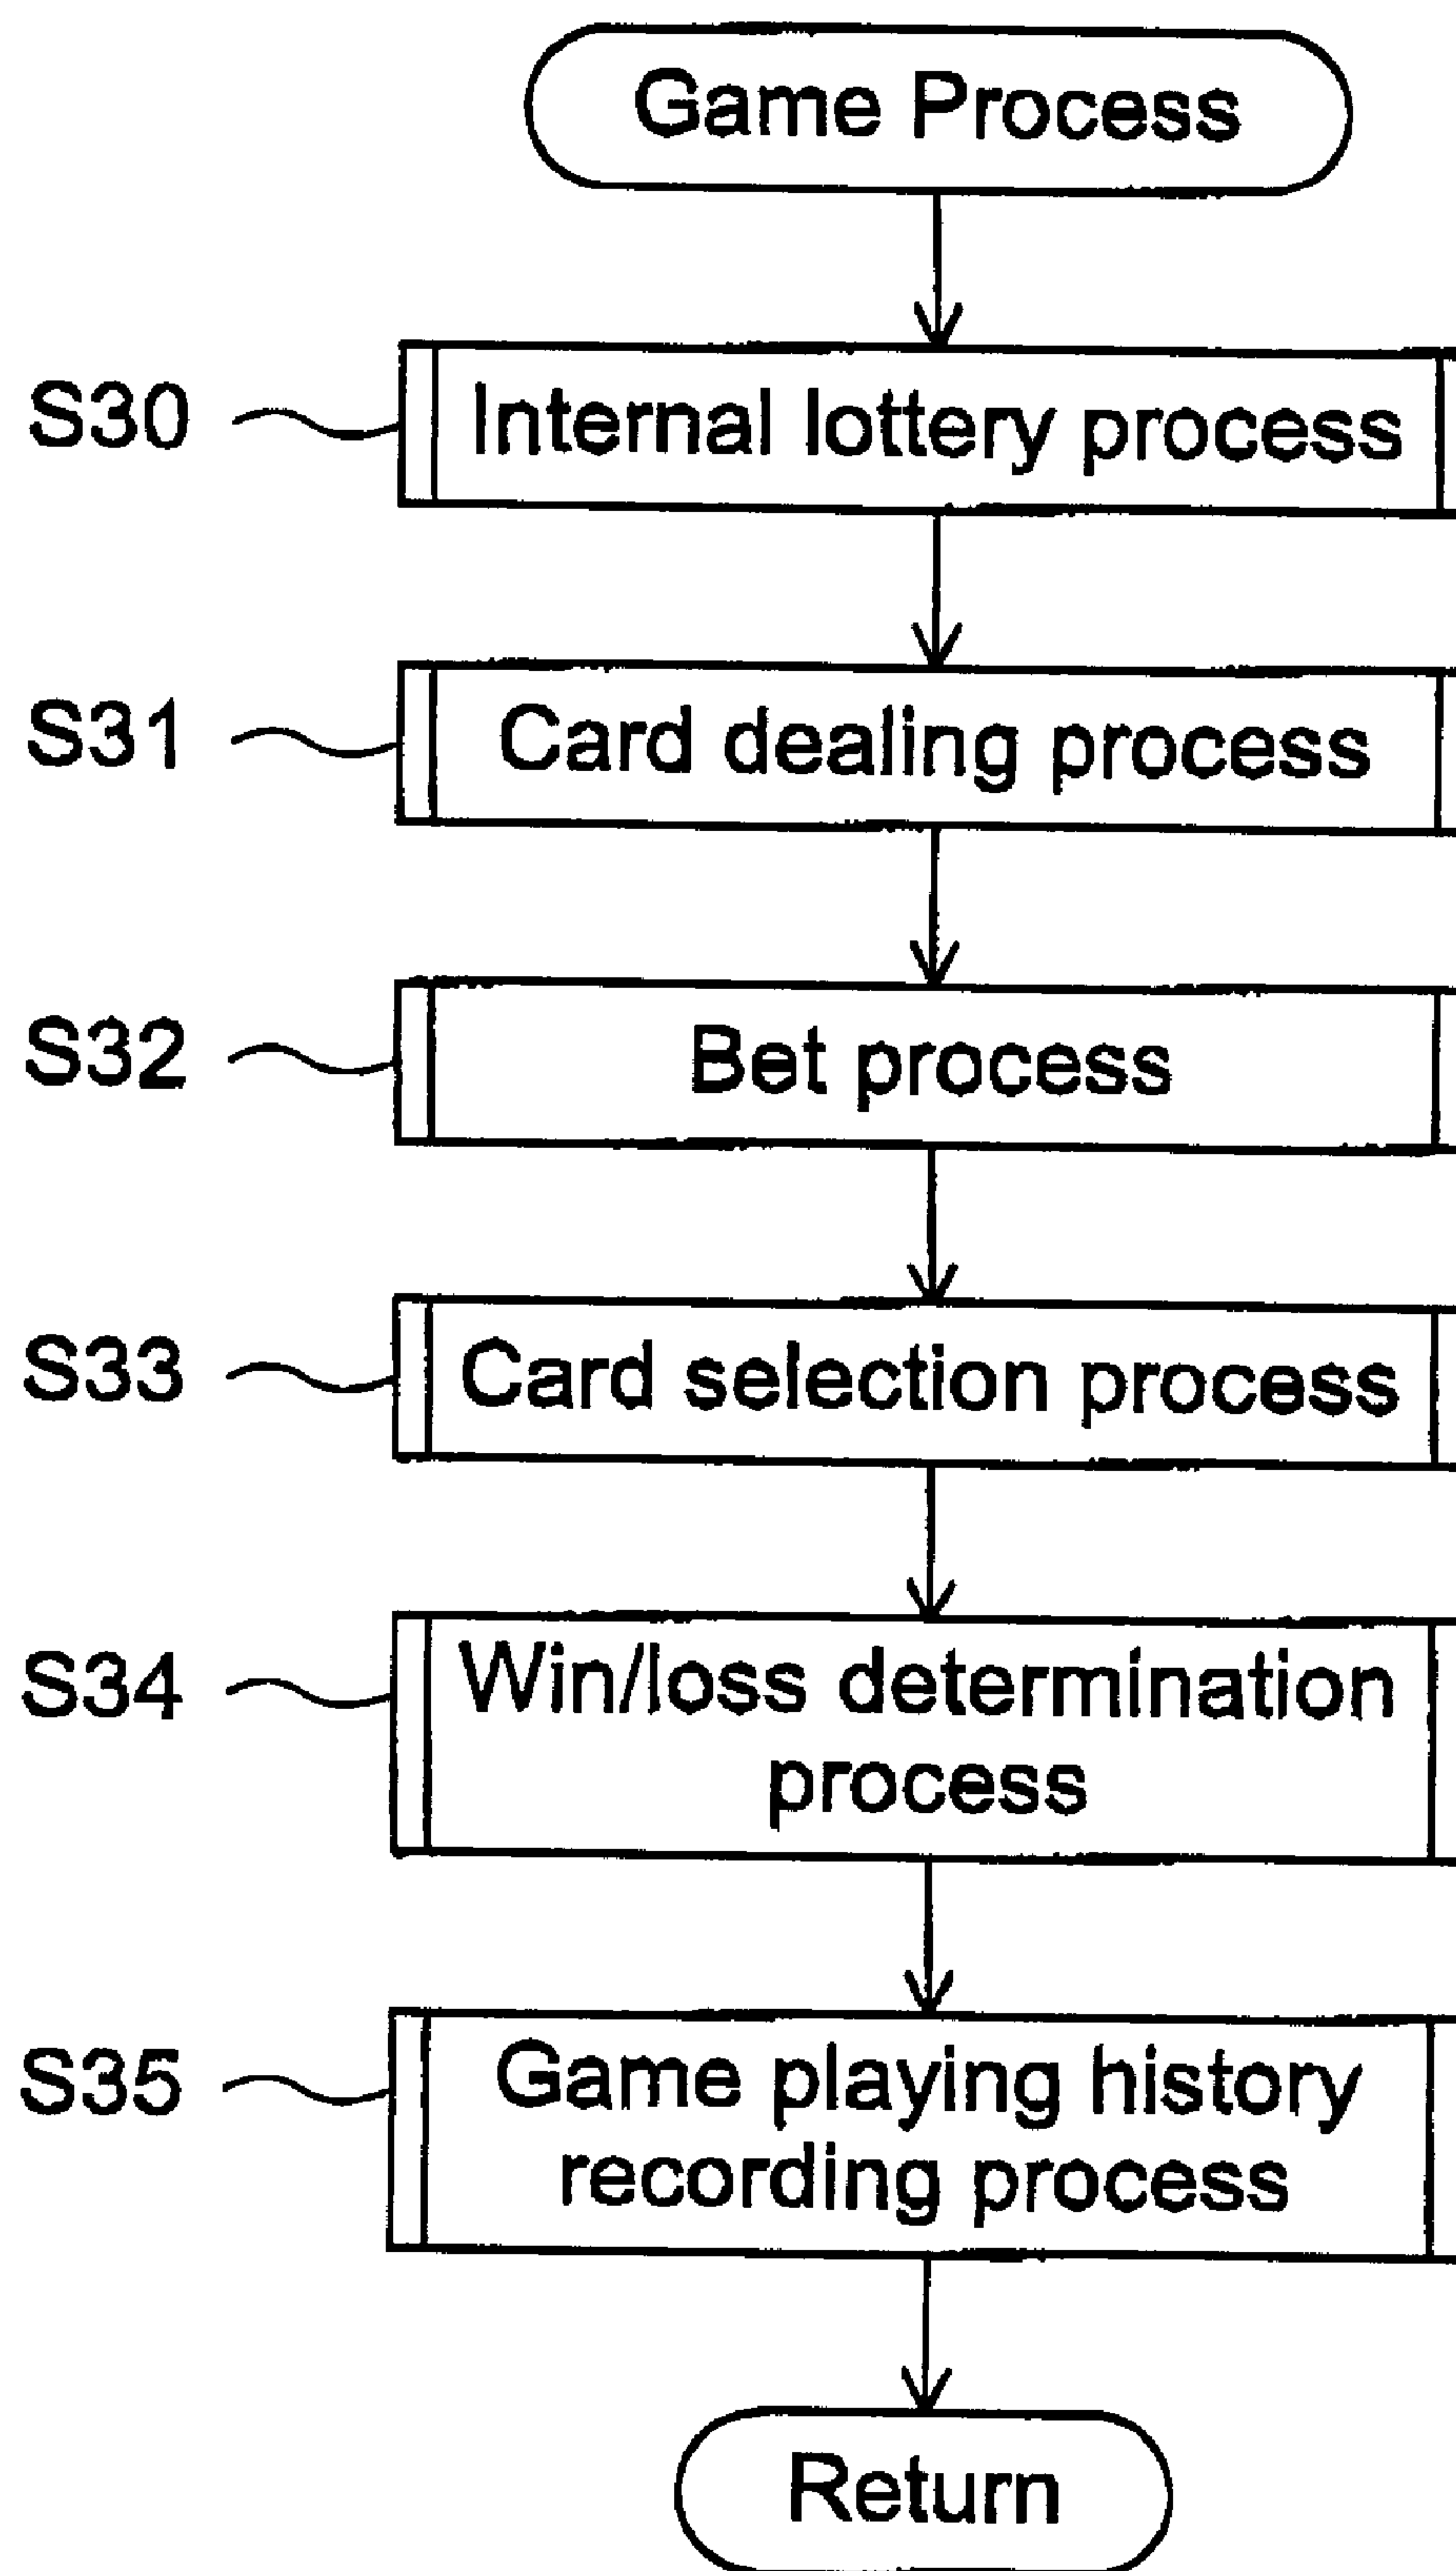 Game Process
S30
Internal lottery process
S31
Card dealing process
S32
Bet process
S33
Card selection process
S34
Win/loss determination
process
S35
Game playing history
recording process
Return